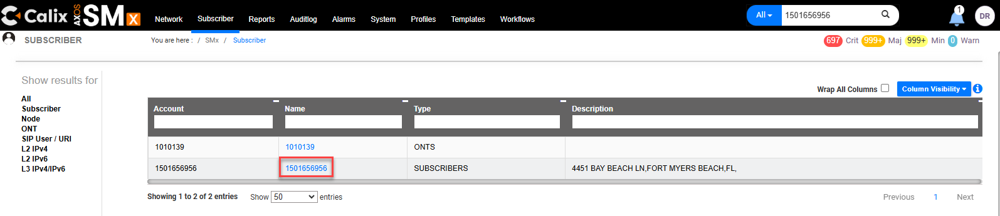 Calix AXOS SMx Network Subscriber Reports Auditlog Alarms System Profiles Templates Workflows All 1501656956 1 DR
SUBSCRIBER You are here : / SMx / Subscriber 697 Crit 999+ Maj 999+ Min 0 Warn
Show results for
All
Subscriber
Node
ONT
SIP User / URI
L2 IPv4
L2 IPv6
L3 IPv4/IPv6
Wrap All Columns Column Visibility i
Account Name Type Description
1010139 1010139 ONTS
1501656956 1501656956 SUBSCRIBERS 4451 BAY BEACH LN,FORT MYERS BEACH,FL,
Showing 1 to 2 of 2 entries Show 50 entries Previous 1 Next